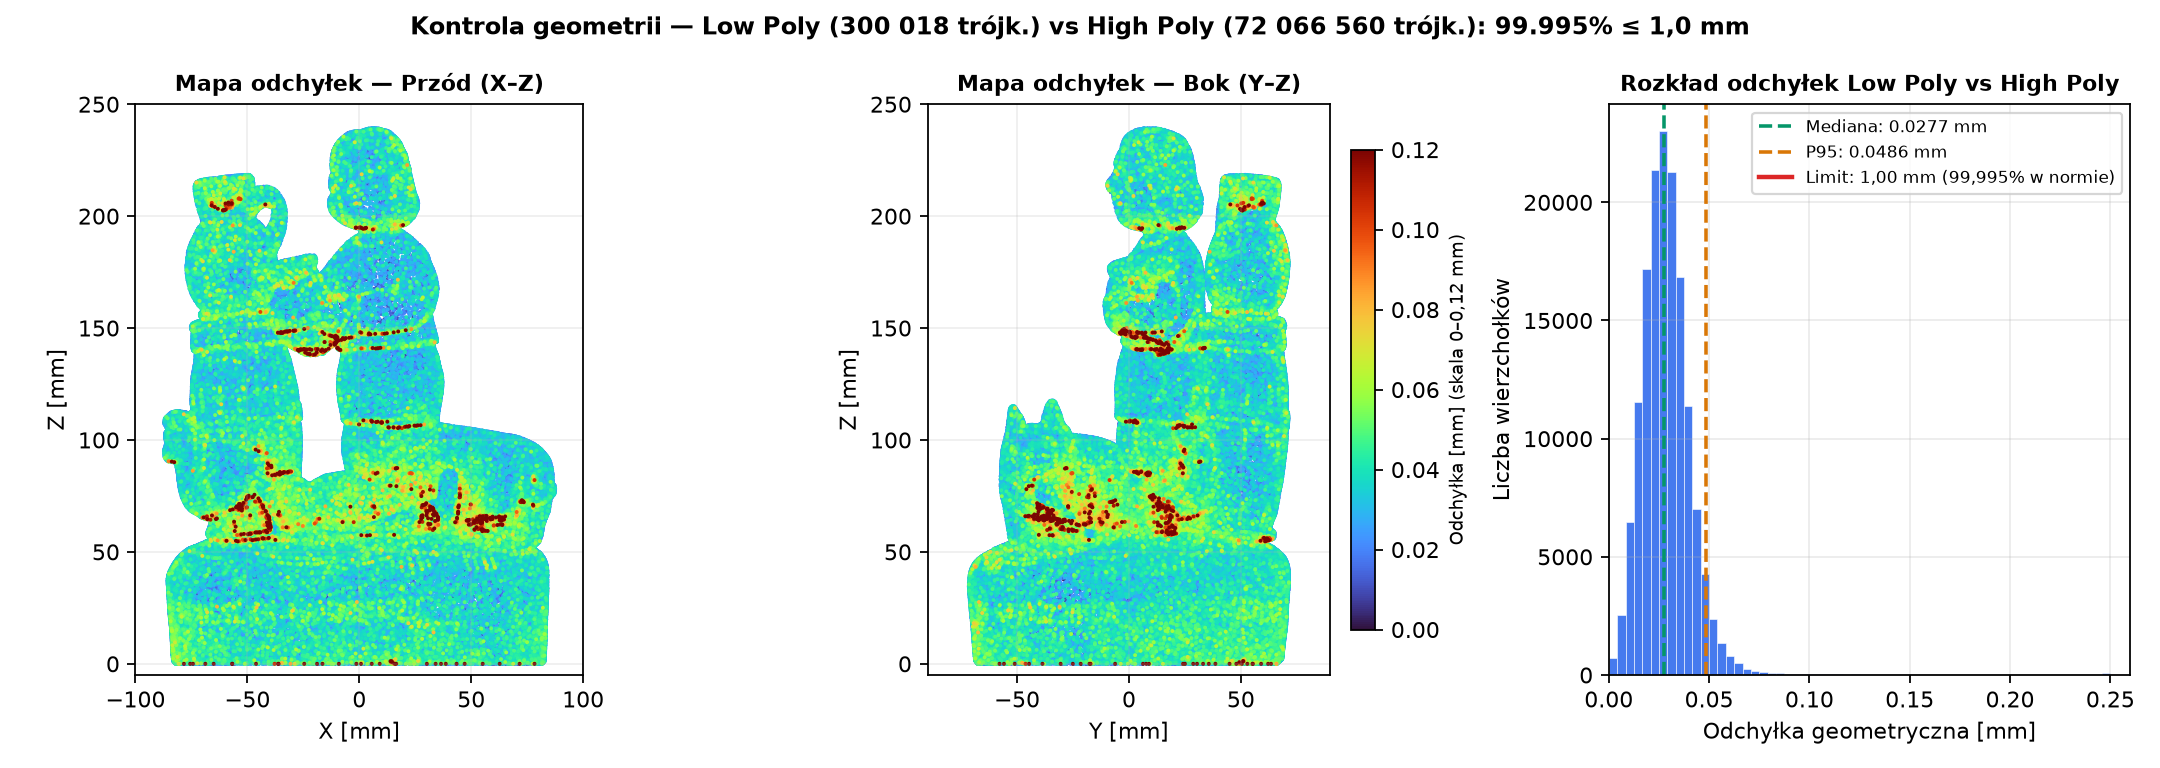 Kontrola geometrii — Low Poly (300 018 trójk.) vs High Poly (72 066 560 trójk.): 99.995% ≤ 1,0 mm
Mapa odchyłek — Przód (X–Z)
250
200
150
100
50
0
−100
−50
0
50
100
X [mm]
Z [mm]
Mapa odchyłek — Bok (Y–Z)
250
200
150
100
50
0
−50
0
50
Y [mm]
Z [mm]
0.12
0.10
0.08
0.06
0.04
0.02
0.00
Odchyłka [mm] (skala 0–0,12 mm)
Rozkład odchyłek Low Poly vs High Poly
Mediana: 0.0277 mm
P95: 0.0486 mm
Limit: 1,00 mm (99,995% w normie)
20000
15000
10000
5000
0
0.00
0.05
0.10
0.15
0.20
0.25
Liczba wierzchołków
Odchyłka geometryczna [mm]